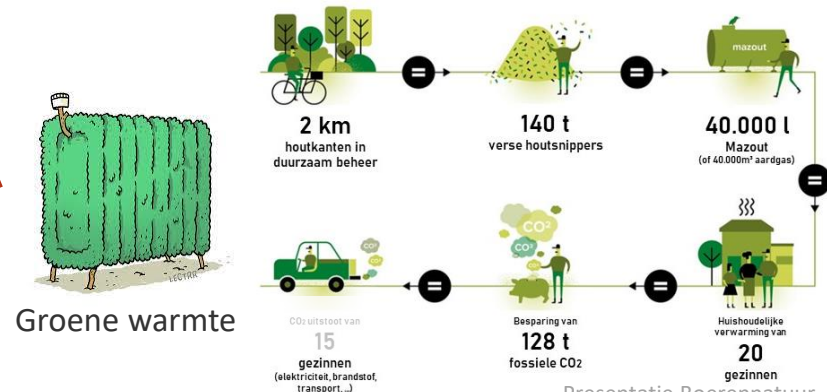 mazout
2 km
houtkanten in
duurzaam beheer
140 t
verse houtsnippers
40.000 l
Mazout
(of 40.000m³ aardgas)
LECTRR
Groene warmte
CO²
CO²
CO₂ uitstoot van
15
gezinnen
(elektriciteit, brandstof,
transport, ..)
Besparing van
128 t
fossiele CO2
Huishoudelijke
verwarming van
20
gezinnen
Presentatie Boerennatuur